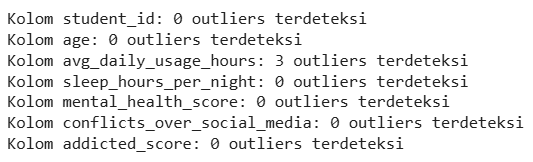 Kolom student_id: 0 outliers terdeteksi
Kolom age: 0 outliers terdeteksi
Kolom avg_daily_usage_hours: 3 outliers terdeteksi
Kolom sleep_hours_per_night: 0 outliers terdeteksi
Kolom mental_health_score: 0 outliers terdeteksi
Kolom conflicts_over_social_media: 0 outliers terdeteksi
Kolom addicted_score: 0 outliers terdeteksi